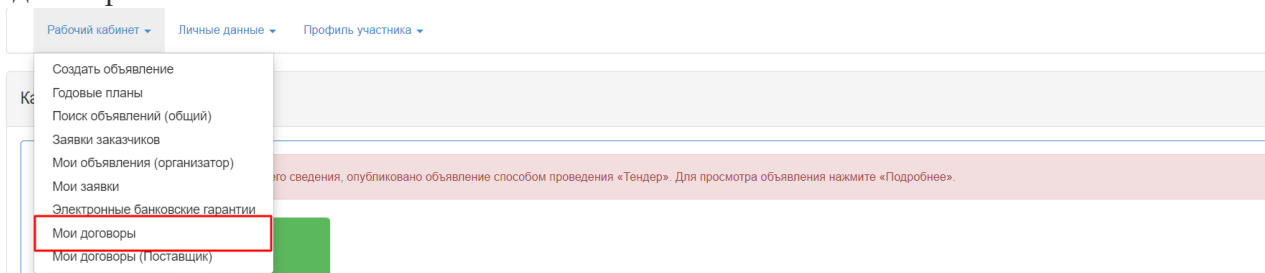 Рабочий кабинет Личные данные Профиль участника
Создать объявление
Годовые планы
Поиск объявлений (общий)
Заявки заказчиков
Мои объявления (организатор)
сведения, опубликовано объявление способом проведения «Тендер». Для просмотра объявления нажмите «Подробнее».
Мои заявки
Электронные банковские гарантии
Мои договоры
Мои договоры (Поставщик)